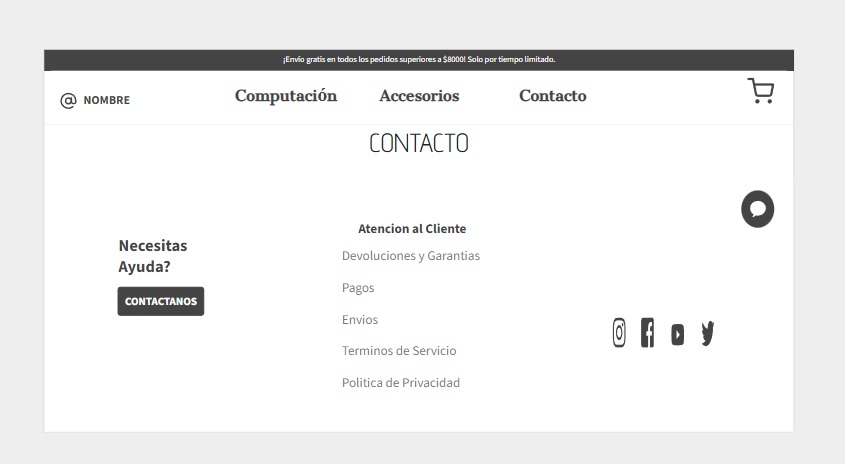 ¡Envío gratis en todos los pedidos superiores a $8000! Solo por tiempo limitado.
@ NOMBRE
Computación
Accesorios
Contacto
CONTACTO
Necesitas
Ayuda?
CONTACTANOS
Atencion al Cliente
Devoluciones y Garantias
Pagos
Envios
Terminos de Servicio
Politica de Privacidad